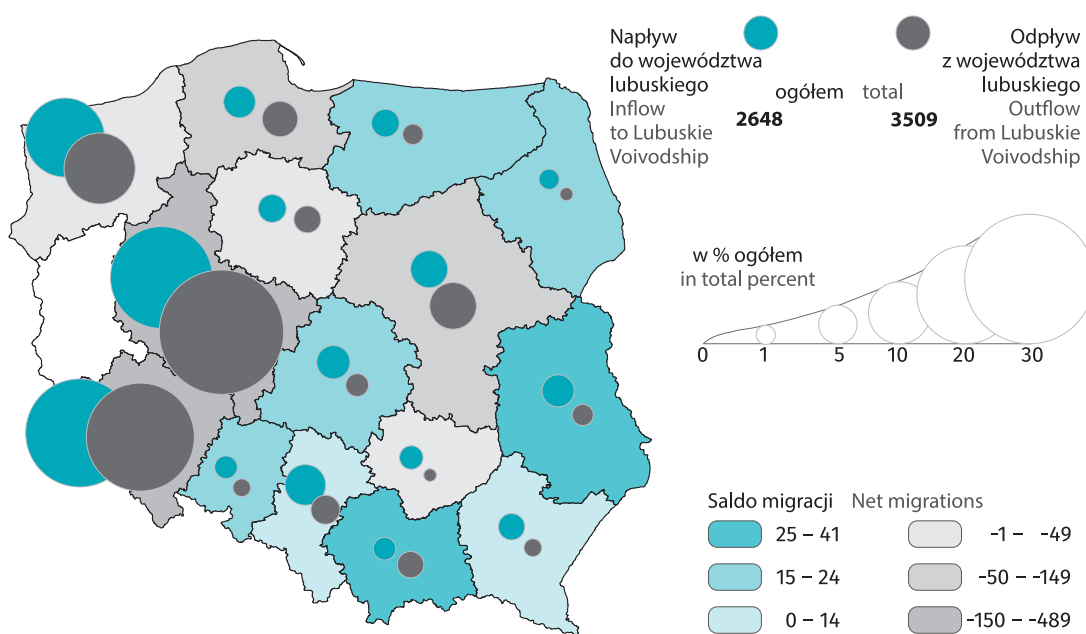 Napływ
do województwa
lubuskiego
Inflow
to Lubuskie
Voivodship
ogółem total
2648 3509
Odpływ
z województwa
lubuskiego
Outflow
from Lubuskie
Voivodship
w % ogółem
in total percent
0 1 5 10 20 30
Saldo migracji Net migrations
25 – 41 -1 – -49
15 – 24 -50 – -149
0 – 14 -150 – -489